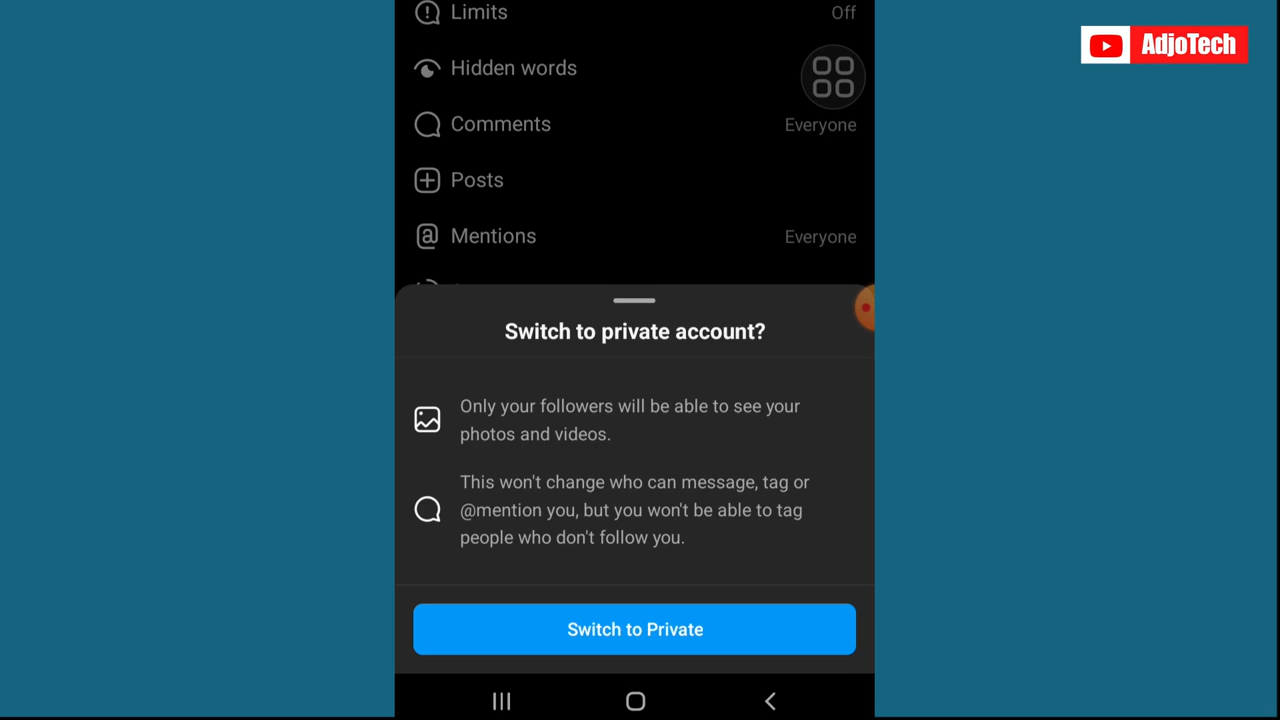 Limits Off
AdjoTech
Hidden words
Comments Everyone
Posts
Mentions Everyone
Switch to private account?
Only your followers will be able to see your
photos and videos.
This won't change who can message, tag or
@mention you, but you won't be able to tag
people who don't follow you.
Switch to Private